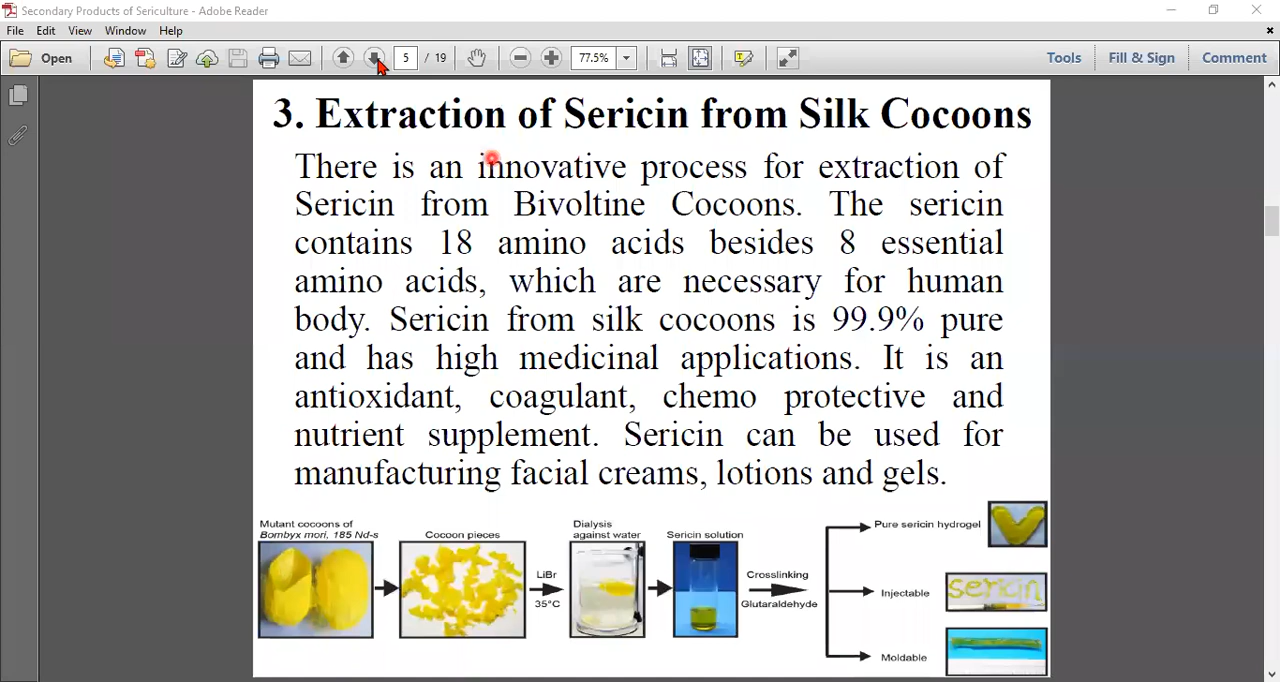 Secondary Products of Sericulture - Adobe Reader
File Edit View Window Help
Open 5 / 19 77.5% Tools Fill & Sign Comment
3. Extraction of Sericin from Silk Cocoons
There is an innovative process for extraction of
Sericin from Bivoltine Cocoons. The sericin
contains 18 amino acids besides 8 essential
amino acids, which are necessary for human
body. Sericin from silk cocoons is 99.9% pure
and has high medicinal applications. It is an
antioxidant, coagulant, chemo protective and
nutrient supplement. Sericin can be used for
manufacturing facial creams, lotions and gels.
Mutant cocoons of
Bombyx mori, 185 Nd-s
Cocoon pieces
LiBr
35°C
Dialysis
against water
Sericin solution
Crosslinking
Glutaraldehyde
Pure sericin hydrogel
Injectable
sericin
Moldable